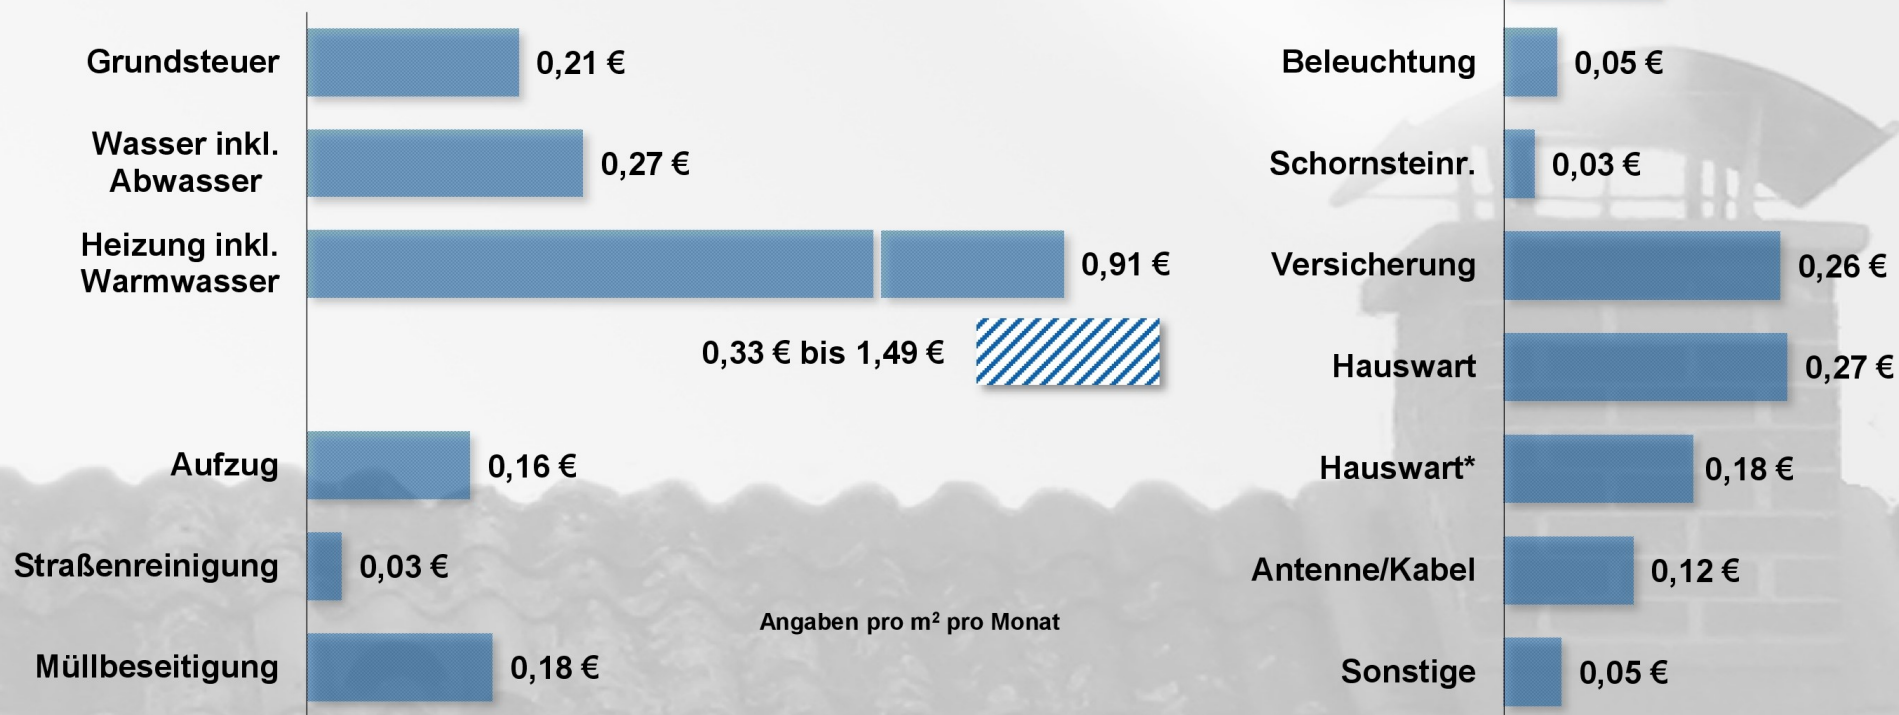 Grundsteuer
0,21 €
Wasser inkl.
Abwasser
0,27 €
Heizung inkl.
Warmwasser
0,91 €
0,33 € bis 1,49 €
Aufzug
0,16 €
Straßenreinigung
0,03 €
Müllbeseitigung
0,18 €
Angaben pro m² pro Monat
Beleuchtung
0,05 €
Schornsteinr.
0,03 €
Versicherung
0,26 €
Hauswart
0,27 €
Hauswart*
0,18 €
Antenne/Kabel
0,12 €
Sonstige
0,05 €